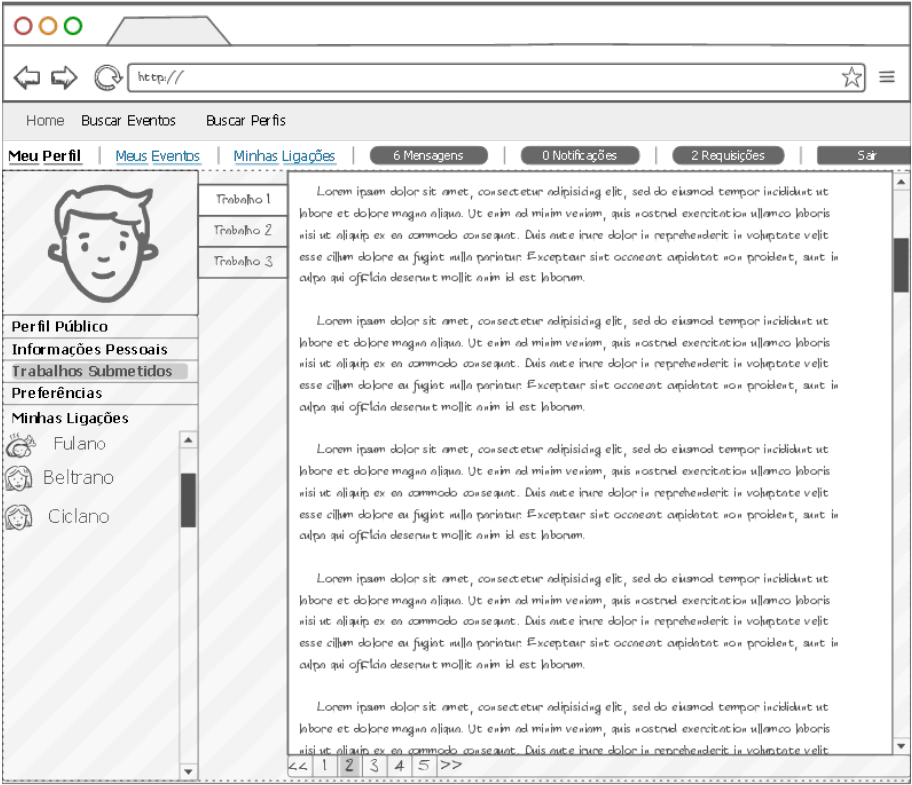 http://
Home Buscar Eventos Buscar Perfis
Meu Perfil | Meus Eventos | Minhas Ligações | 6 Mensagens | 0 Notificações | 2 Requisições | Sair
Trabalho 1
Trabalho 2
Trabalho 3
Perfil Público
Informações Pessoais
Trabalhos Submetidos
Preferências
Minhas Ligações
Fulano
Beltrano
Ciclano
Lorem ipsum dolor sit amet, consectetur adipisicing elit, sed do eiusmod tempor incididunt ut
labore et dolore magna aliqua. Ut enim ad minim veniam, quis nostrud exercitation ullamco laboris
nisi ut aliquip ex ea commodo consequat. Duis aute irure dolor in reprehenderit in voluptate velit
esse cillum dolore eu fugiat nulla pariatur. Excepteur sint occaecat cupidatat non proident, sunt in
culpa qui officia deserunt mollit anim id est laborum.
Lorem ipsum dolor sit amet, consectetur adipisicing elit, sed do eiusmod tempor incididunt ut
labore et dolore magna aliqua. Ut enim ad minim veniam, quis nostrud exercitation ullamco laboris
nisi ut aliquip ex ea commodo consequat. Duis aute irure dolor in reprehenderit in voluptate velit
esse cillum dolore eu fugiat nulla pariatur. Excepteur sint occaecat cupidatat non proident, sunt in
culpa qui officia deserunt mollit anim id est laborum.
Lorem ipsum dolor sit amet, consectetur adipisicing elit, sed do eiusmod tempor incididunt ut
labore et dolore magna aliqua. Ut enim ad minim veniam, quis nostrud exercitation ullamco laboris
nisi ut aliquip ex ea commodo consequat. Duis aute irure dolor in reprehenderit in voluptate velit
esse cillum dolore eu fugiat nulla pariatur. Excepteur sint occaecat cupidatat non proident, sunt in
culpa qui officia deserunt mollit anim id est laborum.
Lorem ipsum dolor sit amet, consectetur adipisicing elit, sed do eiusmod tempor incididunt ut
labore et dolore magna aliqua. Ut enim ad minim veniam, quis nostrud exercitation ullamco laboris
nisi ut aliquip ex ea commodo consequat. Duis aute irure dolor in reprehenderit in voluptate velit
esse cillum dolore eu fugiat nulla pariatur. Excepteur sint occaecat cupidatat non proident, sunt in
culpa qui officia deserunt mollit anim id est laborum.
Lorem ipsum dolor sit amet, consectetur adipisicing elit, sed do eiusmod tempor incididunt ut
labore et dolore magna aliqua. Ut enim ad minim veniam, quis nostrud exercitation ullamco laboris
nisi ut aliquip ex ea commodo consequat. Duis aute irure dolor in reprehenderit in voluptate velit
<< 1 2 3 4 5 >>